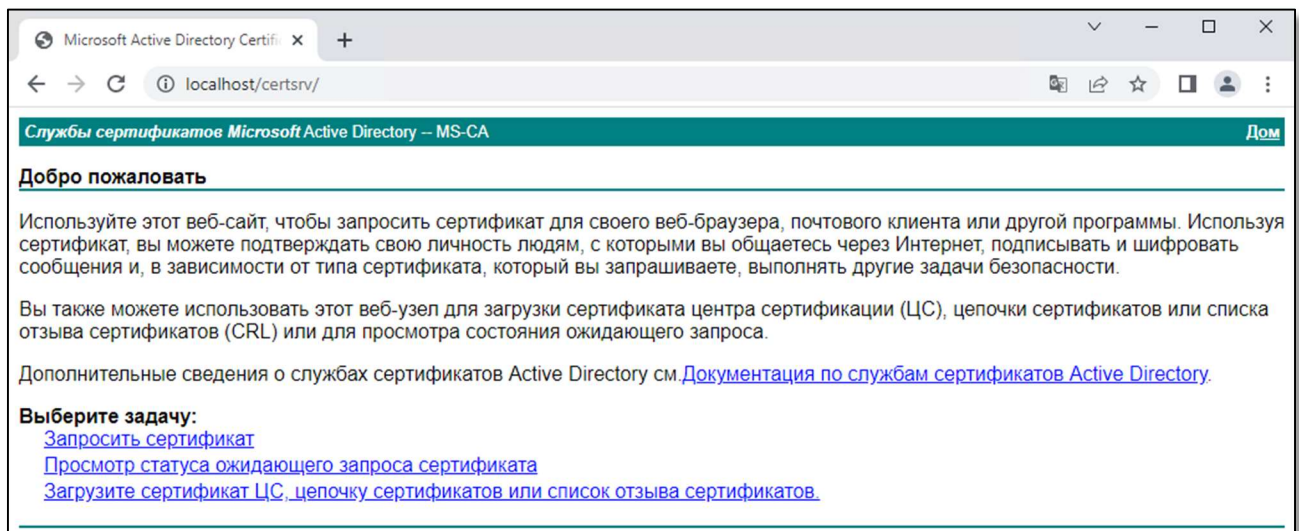 Microsoft Active Directory Certifi
localhost/certsrv/
Службы сертификатов Microsoft Active Directory -- MS-CA
Дом
Добро пожаловать
Используйте этот веб-сайт, чтобы запросить сертификат для своего веб-браузера, почтового клиента или другой программы. Используя
сертификат, вы можете подтверждать свою личность людям, с которыми вы общаетесь через Интернет, подписывать и шифровать
сообщения и, в зависимости от типа сертификата, который вы запрашиваете, выполнять другие задачи безопасности.
Вы также можете использовать этот веб-узел для загрузки сертификата центра сертификации (ЦС), цепочки сертификатов или списка
отзыва сертификатов (CRL) или для просмотра состояния ожидающего запроса.
Дополнительные сведения о службах сертификатов Active Directory см.Документация по службам сертификатов Active Directory.
Выберите задачу:
Запросить сертификат
Просмотр статуса ожидающего запроса сертификата
Загрузите сертификат ЦС, цепочку сертификатов или список отзыва сертификатов.